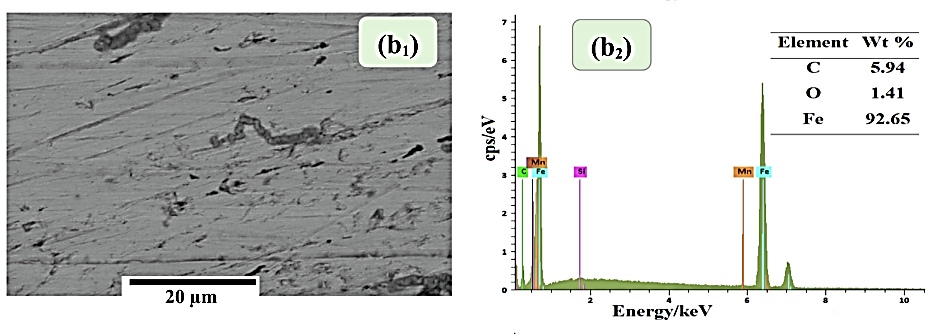 (b1)
20 µm
(b2)
cps/eV
7
6
5
4
3
2
1
0
C
Mn
Fe
Si
Mn
Fe
2 4 6 8 10
Energy/keV
Element Wt %
C 5.94
O 1.41
Fe 92.65